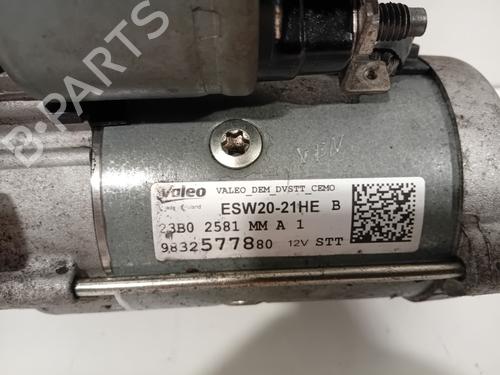 B-PARTS
Valeo VALEO_DEM_DVSTT_CEMO
ESW20-21HE B
23B0 2581 MM A 1
9832577880 12V STT